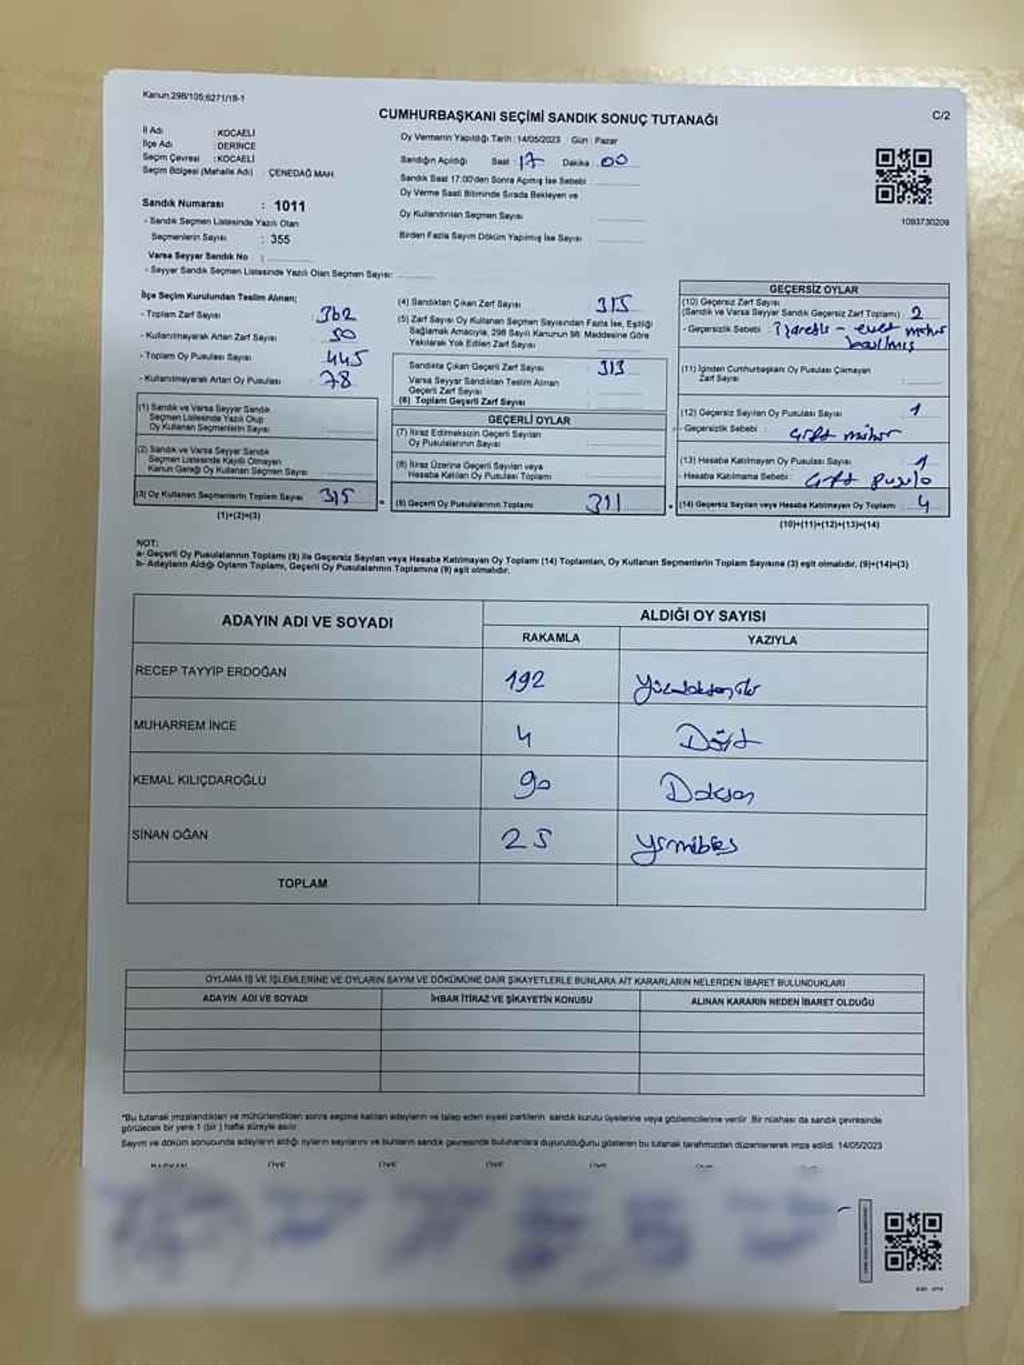 Kanun:298/105;6271/18-1
C/2
CUMHURBAŞKANI SEÇİMİ SANDIK SONUÇ TUTANAĞI
İl Adı : KOCAELİ
İlçe Adı : DERİNCE
Seçim Çevresi : KOCAELİ
Seçim Bölgesi (Mahalle Adı) ÇENEDAĞ MAH.
Sandık Numarası : 1011
- Sandık Seçmen Listesinde Yazılı Olan
Seçmenlerin Sayısı : 355
Varsa Seyyar Sandık No :
- Seyyar Sandık Seçmen Listesinde Yazılı Olan Seçmen Sayısı:
Oy Vermenin Yapıldığı Tarih : 14/05/2023 Gün : Pazar
Sandığın Açıldığı Saat : 17 Dakika : 00
Sandık Saat 17:00'den Sonra Açılmış İse Sebebi
Oy Verme Saati Bitiminde Sırada Bekleyen ve
Oy Kullandırılan Seçmen Sayısı
Birden Fazla Sayım Döküm Yapılmış İse Sayısı
1093730209
İlçe Seçim Kurulundan Teslim Alınan;
- Toplam Zarf Sayısı 362
- Kullanılmayarak Artan Zarf Sayısı 50
- Toplam Oy Pusulası Sayısı 445
- Kullanılmayarak Artan Oy Pusulası 78
(1) Sandık ve Varsa Seyyar Sandık
Seçmen Listesinde Yazılı Olup
Oy Kullanan Seçmenlerin Sayısı
(2) Sandık ve Varsa Seyyar Sandık
Seçmen Listesinde Kayıtlı Olmayan
Kanun Gereği Oy Kullanan Seçmen Sayısı
(3) Oy Kullanan Seçmenlerin Toplam Sayısı 315
(1)+(2)=(3)
(4) Sandıktan Çıkan Zarf Sayısı 315
(5) Zarf Sayısı Oy Kullanan Seçmen Sayısından Fazla İse, Eşitliği
Sağlamak Amacıyla, 298 Sayılı Kanunun 98. Maddesine Göre
Yakılarak Yok Edilen Zarf Sayısı
Sandıkta Çıkan Geçerli Zarf Sayısı 313
Varsa Seyyar Sandıktan Teslim Alınan
Geçerli Zarf Sayısı
(6) Toplam Geçerli Zarf Sayısı
GEÇERLİ OYLAR
(7) İtiraz Edilmeksizin Geçerli Sayılan
Oy Pusulalarının Sayısı
(8) İtiraz Üzerine Geçerli Sayılan veya
Hesaba Katılan Oy Pusulası Toplamı
(9) Geçerli Oy Pusulalarının Toplamı 311
GEÇERSİZ OYLAR
(10) Geçersiz Zarf Sayısı
(Sandık ve Varsa Seyyar Sandık Geçersiz Zarf Toplamı) 2
- Geçersizlik Sebebi : İşaretli - evet mühür
basılmış
(11) İçinden Cumhurbaşkanı Oy Pusulası Çıkmayan
Zarf Sayısı
(12) Geçersiz Sayılan Oy Pusulası Sayısı 1
- Geçersizlik Sebebi : Çift mühür
(13) Hesaba Katılmayan Oy Pusulası Sayısı 1
- Hesaba Katılmama Sebebi : Çift pusula
(14) Geçersiz Sayılan veya Hesaba Katılmayan Oy Toplamı 4
(10)+(11)+(12)+(13)=(14)
NOT:
a- Geçerli Oy Pusulalarının Toplamı (9) ile Geçersiz Sayılan veya Hesaba Katılmayan Oy Toplamı (14) Toplamları, Oy Kullanan Seçmenlerin Toplam Sayısına (3) eşit olmalıdır. (9)+(14)=(3)
b- Adayların Aldığı Oyların Toplamı, Geçerli Oy Pusulalarının Toplamına (9) eşit olmalıdır.
ADAYIN ADI VE SOYADI
ALDIĞI OY SAYISI
RAKAMLA YAZIYLA
RECEP TAYYİP ERDOĞAN 192 Yüzdoksaniki
MUHARREM İNCE 4 Dört
KEMAL KILIÇDAROĞLU 90 Doksan
SİNAN OĞAN 25 Yirmibeş
TOPLAM
OYLAMA İŞ VE İŞLEMLERİNE VE OYLARIN SAYIM VE DÖKÜMÜNE DAİR ŞİKAYETLERLE BUNLARA AİT KARARLARIN NELERDEN İBARET BULUNDUKLARI
ADAYIN ADI VE SOYADI İHBAR İTİRAZ VE ŞİKAYETİN KONUSU ALINAN KARARIN NEDEN İBARET OLDUĞU
*Bu tutanak imzalandıktan ve mühürlendikten sonra seçime katılan adayların ve talep eden siyasi partilerin sandık kurulu üyelerine veya gözlemcilerine verilir. Bir nüshası da sandık çevresinde
görülecek bir yere 1 (bir) hafta süreyle asılır.
Sayım ve döküm sonucunda adayların aldığı oyların sayılarını ve bunların sandık çevresinde bulunanlara duyurulduğunu gösteren bu tutanak tarafımızdan düzenlenerek imza edildi. 14/05/2023
BAŞKAN ÜYE ÜYE ÜYE ÜYE